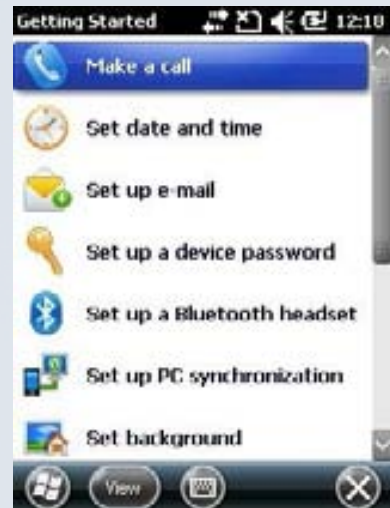 Getting Started 12:18
Make a call
Set date and time
Set up e-mail
Set up a device password
Set up a Bluetooth headset
Set up PC synchronization
Set background
View